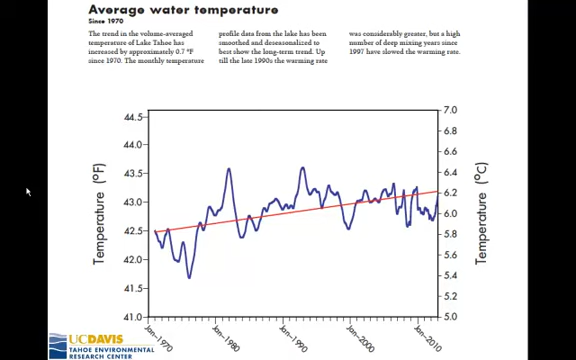 Average water temperature
Since 1970
The trend in the volume-averaged
temperature of Lake Tahoe has
increased by approximately 0.7 °F
since 1970. The monthly temperature
profile data from the lake has been
smoothed and deseasonalized to
best show the long-term trend. Up
till the late 1990s the warming rate
was considerably greater, but a high
number of deep mixing years since
1997 have slowed the warming rate.
Temperature (°F)
44.5
44.0
43.5
43.0
42.5
42.0
41.5
41.0
7.0
6.8
6.6
6.4
6.2
6.0
5.8
5.6
5.4
5.2
5.0
Temperature (°C)
Jan-1970
Jan-1980
Jan-1990
Jan-2000
Jan-2010
UCDAVIS
TAHOE ENVIRONMENTAL
RESEARCH CENTER